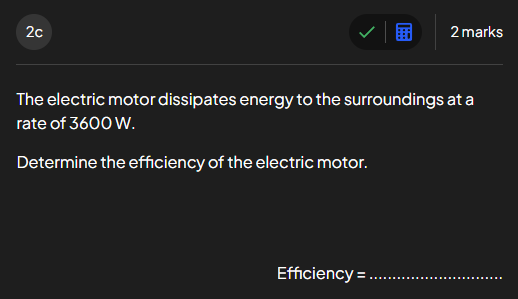 2c
2 marks
The electric motor dissipates energy to the surroundings at a
rate of 3600 W.
Determine the efficiency of the electric motor.
Efficiency = .............................